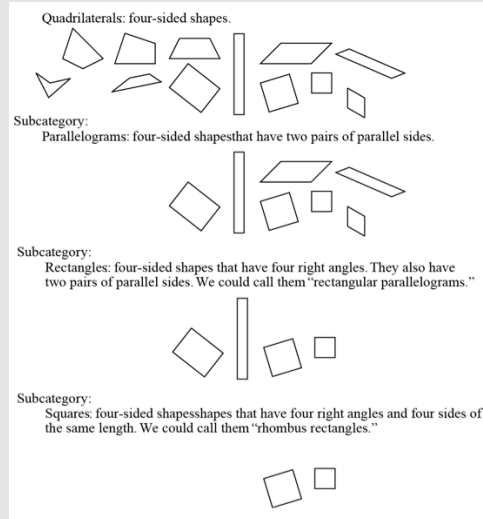 Quadrilaterals: four-sided shapes.
Subcategory:
Parallelograms: four-sided shapesthat have two pairs of parallel sides.
Subcategory:
Rectangles: four-sided shapes that have four right angles. They also have
two pairs of parallel sides. We could call them “rectangular parallelograms.”
Subcategory:
Squares: four-sided shapesshapes that have four right angles and four sides of
the same length. We could call them “rhombus rectangles.”